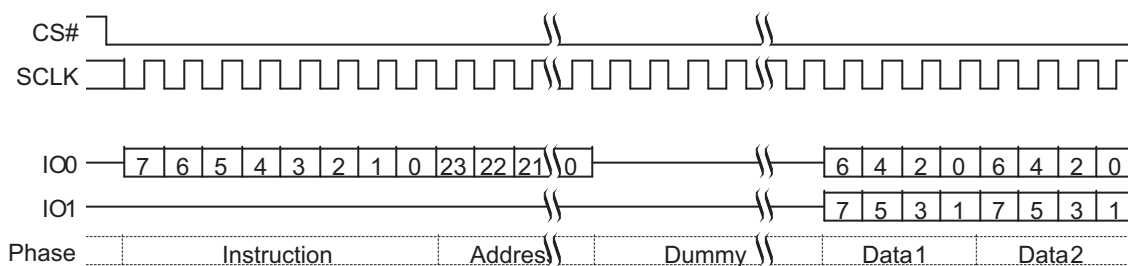 CS#
SCLK
IO0 7 6 5 4 3 2 1 0 23 22 21 0 6 4 2 0 6 4 2 0
IO1 7 5 3 1 7 5 3 1
Phase Instruction Address Dummy Data1 Data2